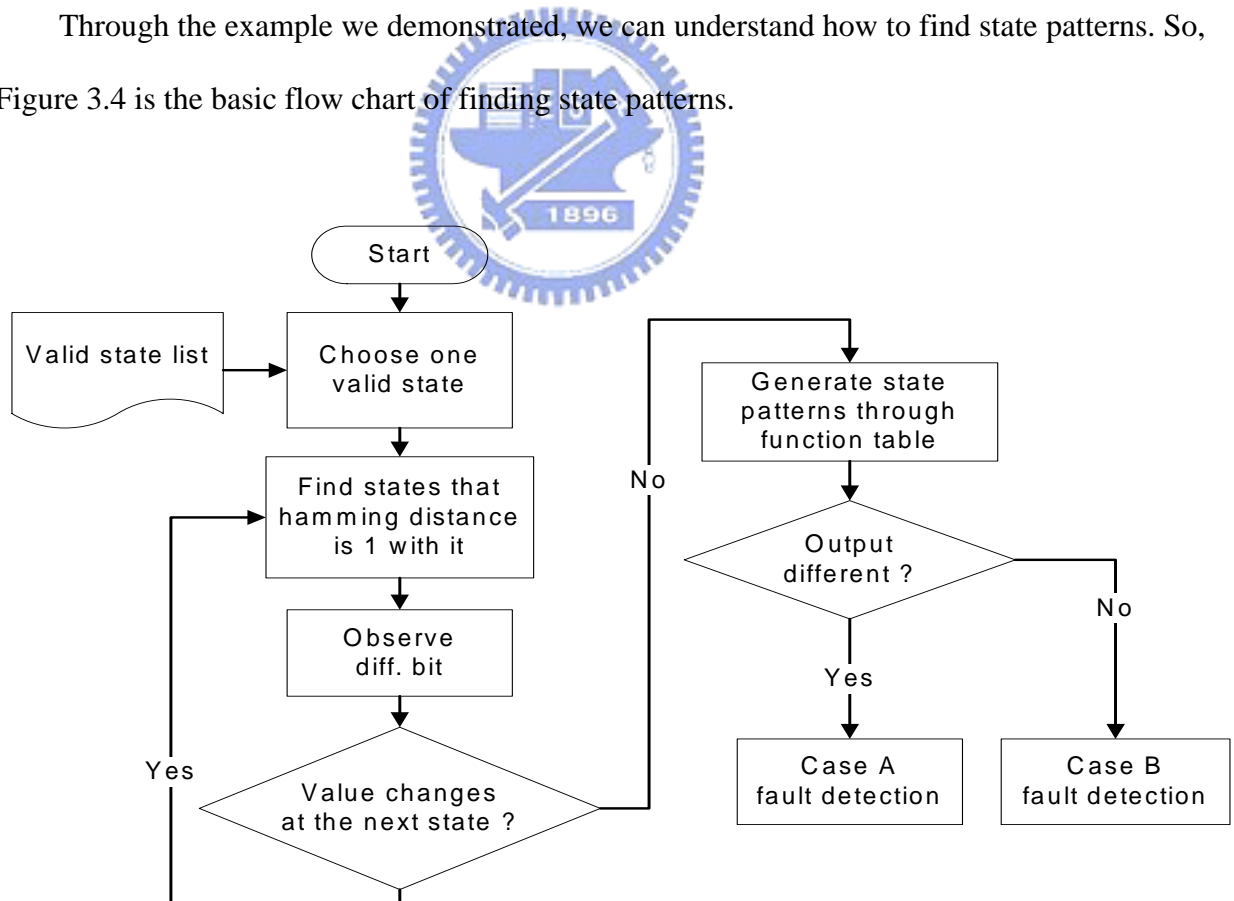 Through the example we demonstrated, we can understand how to find state patterns. So,
Figure 3.4 is the basic flow chart of finding state patterns.
1896
Start
Valid state list
Choose one
valid state
Find states that
hamming distance
is 1 with it
Observe
diff. bit
Value changes
at the next state ?
Yes
No
Generate state
patterns through
function table
Output
different ?
Yes
No
Case A
fault detection
Case B
fault detection